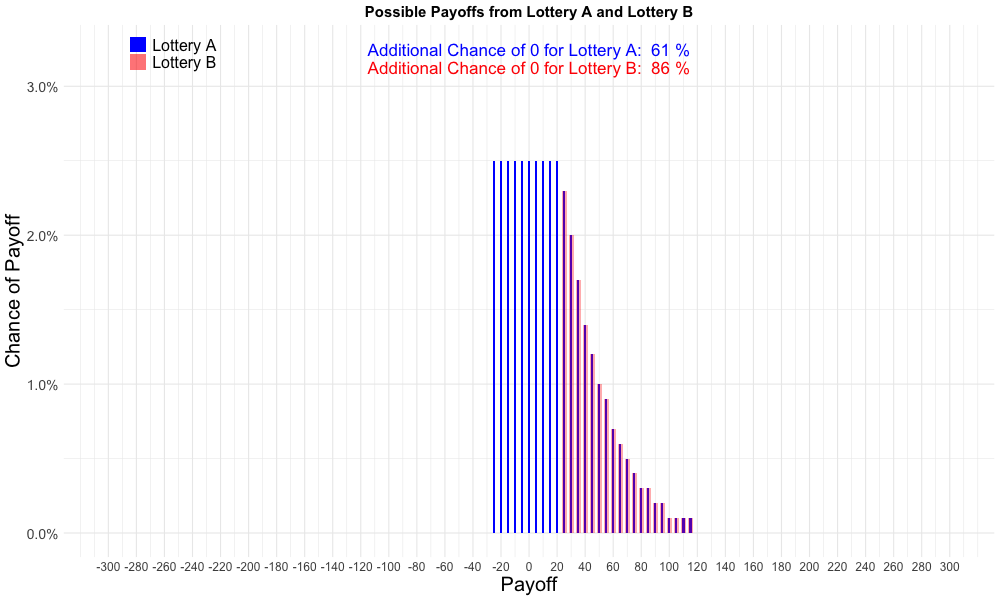 Possible Payoffs from Lottery A and Lottery B
Lottery A
Lottery B
Additional Chance of 0 for Lottery A: 61 %
Additional Chance of 0 for Lottery B: 86 %
Chance of Payoff
3.0%
2.0%
1.0%
0.0%
-300 -280 -260 -240 -220 -200 -180 -160 -140 -120 -100 -80 -60 -40 -20 0 20 40 60 80 100 120 140 160 180 200 220 240 260 280 300
Payoff